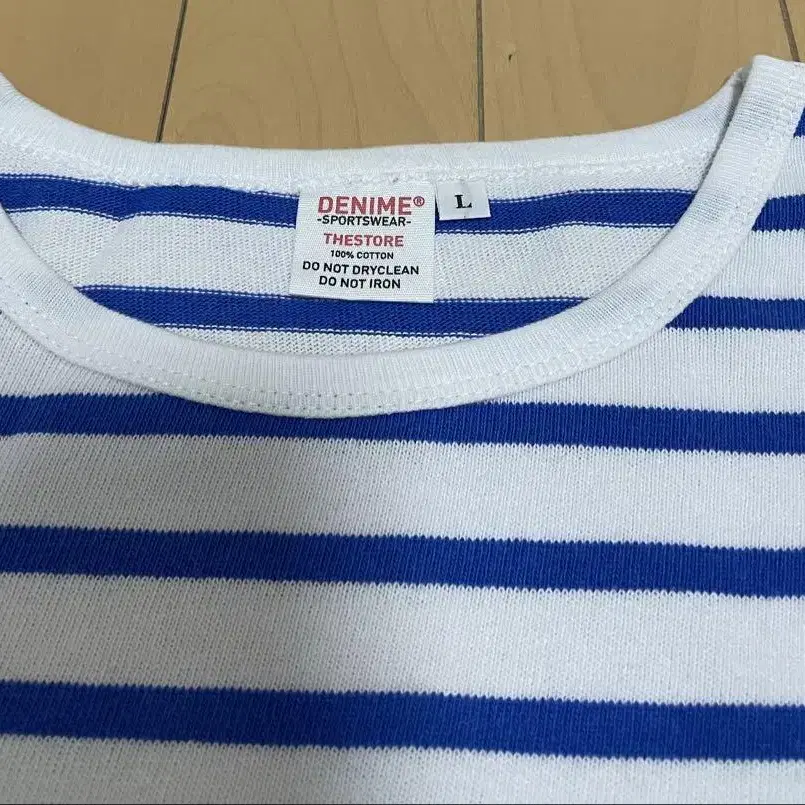 DENIME®
-SPORTSWEAR-
THESTORE
100% COTTON
DO NOT DRYCLEAN
DO NOT IRON
L